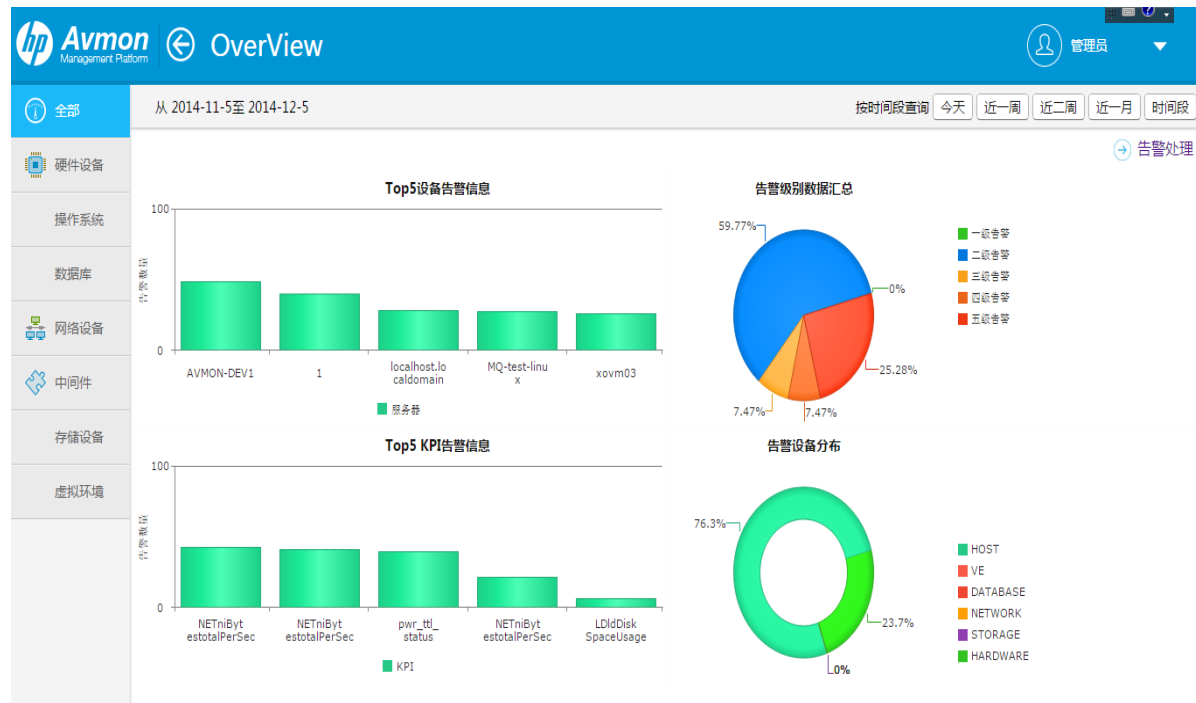 hp Avmon
Management Platform
OverView
管理员
全部
硬件设备
操作系统
数据库
网络设备
中间件
存储设备
虚拟环境
从 2014-11-5至 2014-12-5
按时间段查询 今天 近一周 近二周 近一月 时间段
告警处理
Top5设备告警信息
告警数量
100
0
AVMON-DEV1
1
localhost.lo
caldomain
MQ-test-linu
x
xovm03
服务器
告警级别数据汇总
59.77%
0%
25.28%
7.47%
7.47%
一级告警
二级告警
三级告警
四级告警
五级告警
Top5 KPI告警信息
告警数量
100
0
NETniByt
estotalPerSec
NETniByt
estotalPerSec
pwr_ttl_
status
NETniByt
estotalPerSec
LDldDisk
SpaceUsage
KPI
告警设备分布
76.3%
23.7%
0%
HOST
VE
DATABASE
NETWORK
STORAGE
HARDWARE